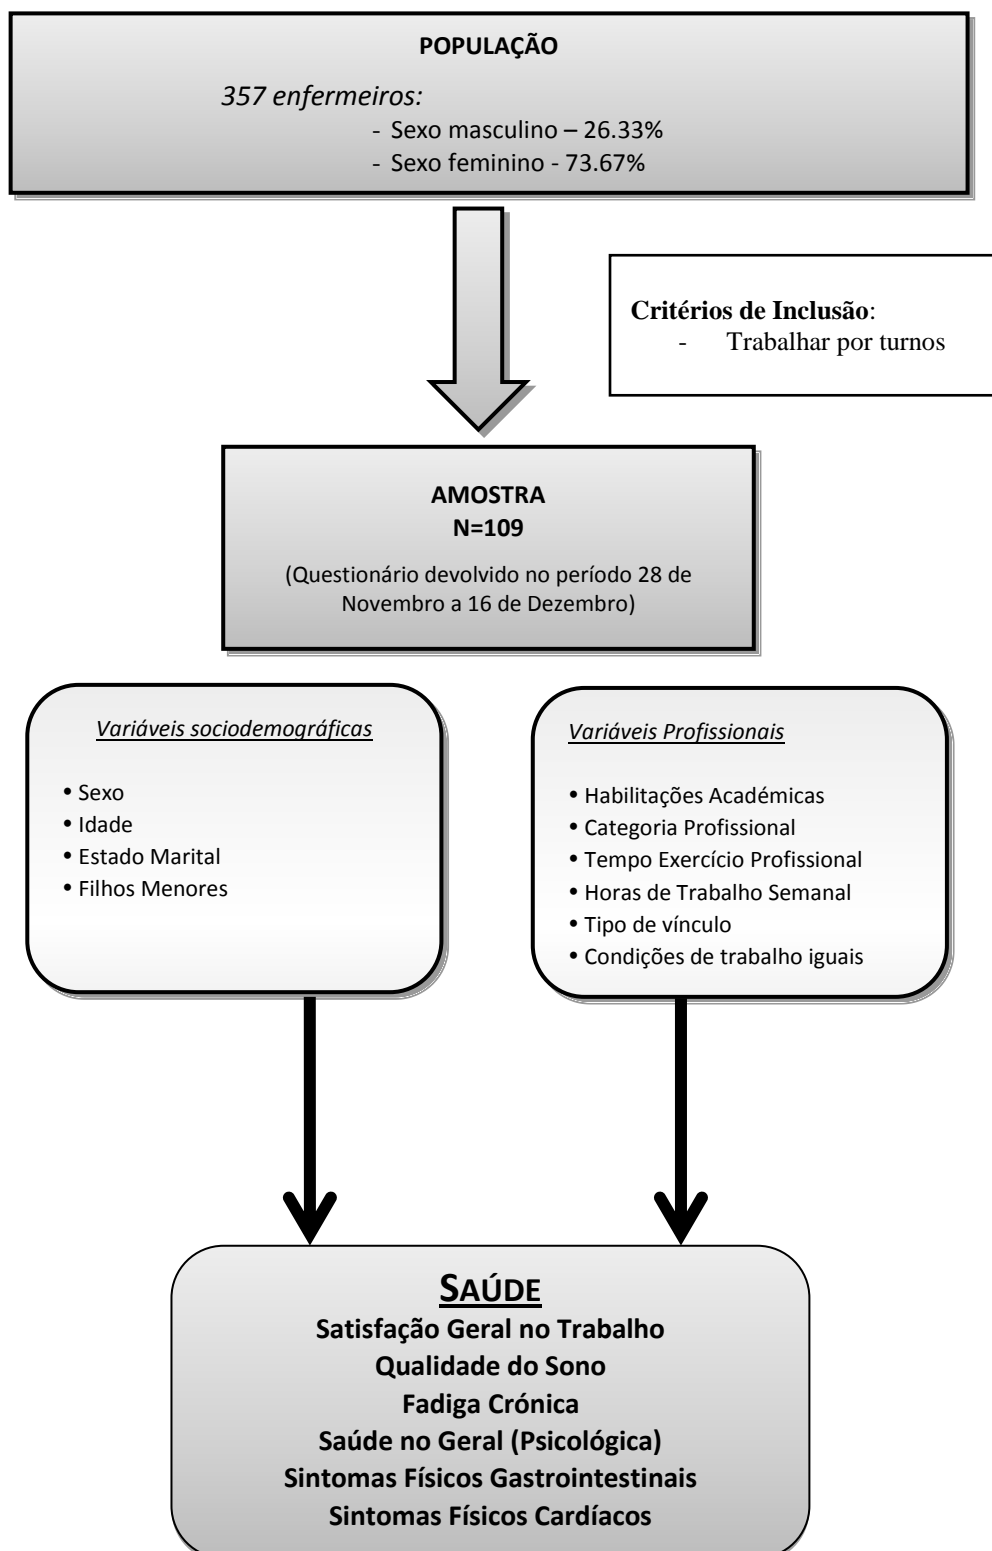 POPULAÇÃO
357 enfermeiros:
- Sexo masculino – 26.33%
- Sexo feminino - 73.67%
Critérios de Inclusão:
- Trabalhar por turnos
AMOSTRA
N=109
(Questionário devolvido no período 28 de
Novembro a 16 de Dezembro)
Variáveis sociodemográficas
• Sexo
• Idade
• Estado Marital
• Filhos Menores
Variáveis Profissionais
• Habilitações Académicas
• Categoria Profissional
• Tempo Exercício Profissional
• Horas de Trabalho Semanal
• Tipo de vínculo
• Condições de trabalho iguais
SAÚDE
Satisfação Geral no Trabalho
Qualidade do Sono
Fadiga Crónica
Saúde no Geral (Psicológica)
Sintomas Físicos Gastrointestinais
Sintomas Físicos Cardíacos